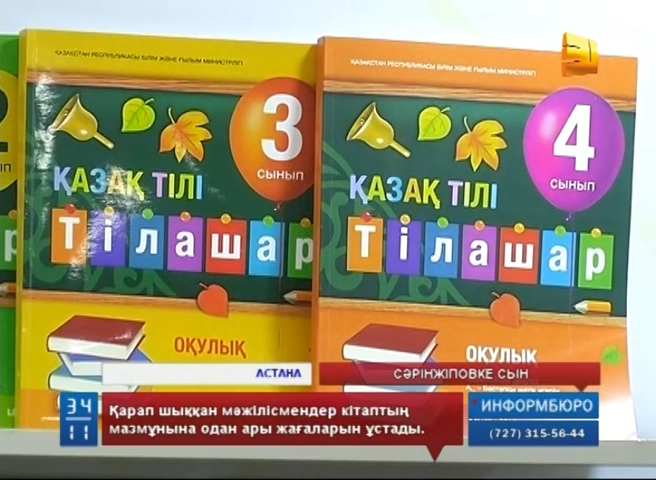 ҚАЗАҚСТАН РЕСПУБЛИКАСЫ БІЛІМ ЖӘНЕ ҒЫЛЫМ МИНИСТРЛІГІ
3
СЫНЫП
ҚАЗАҚ ТІЛІ
Тілашар
ОҚУЛЫҚ
ҚАЗАҚСТАН РЕСПУБЛИКАСЫ БІЛІМ ЖӘНЕ ҒЫЛЫМ МИНИСТРЛІГІ
4
СЫНЫП
ҚАЗАҚ ТІЛІ
Тілашар
ОҚУЛЫҚ
АСТАНА
СӘРІНЖІПОВКЕ СЫН
Қарап шыққан мәжілісмендер кітаптың
мазмұнына одан ары жағаларын ұстады.
ИНФОРМБЮРО
(727) 315-56-44